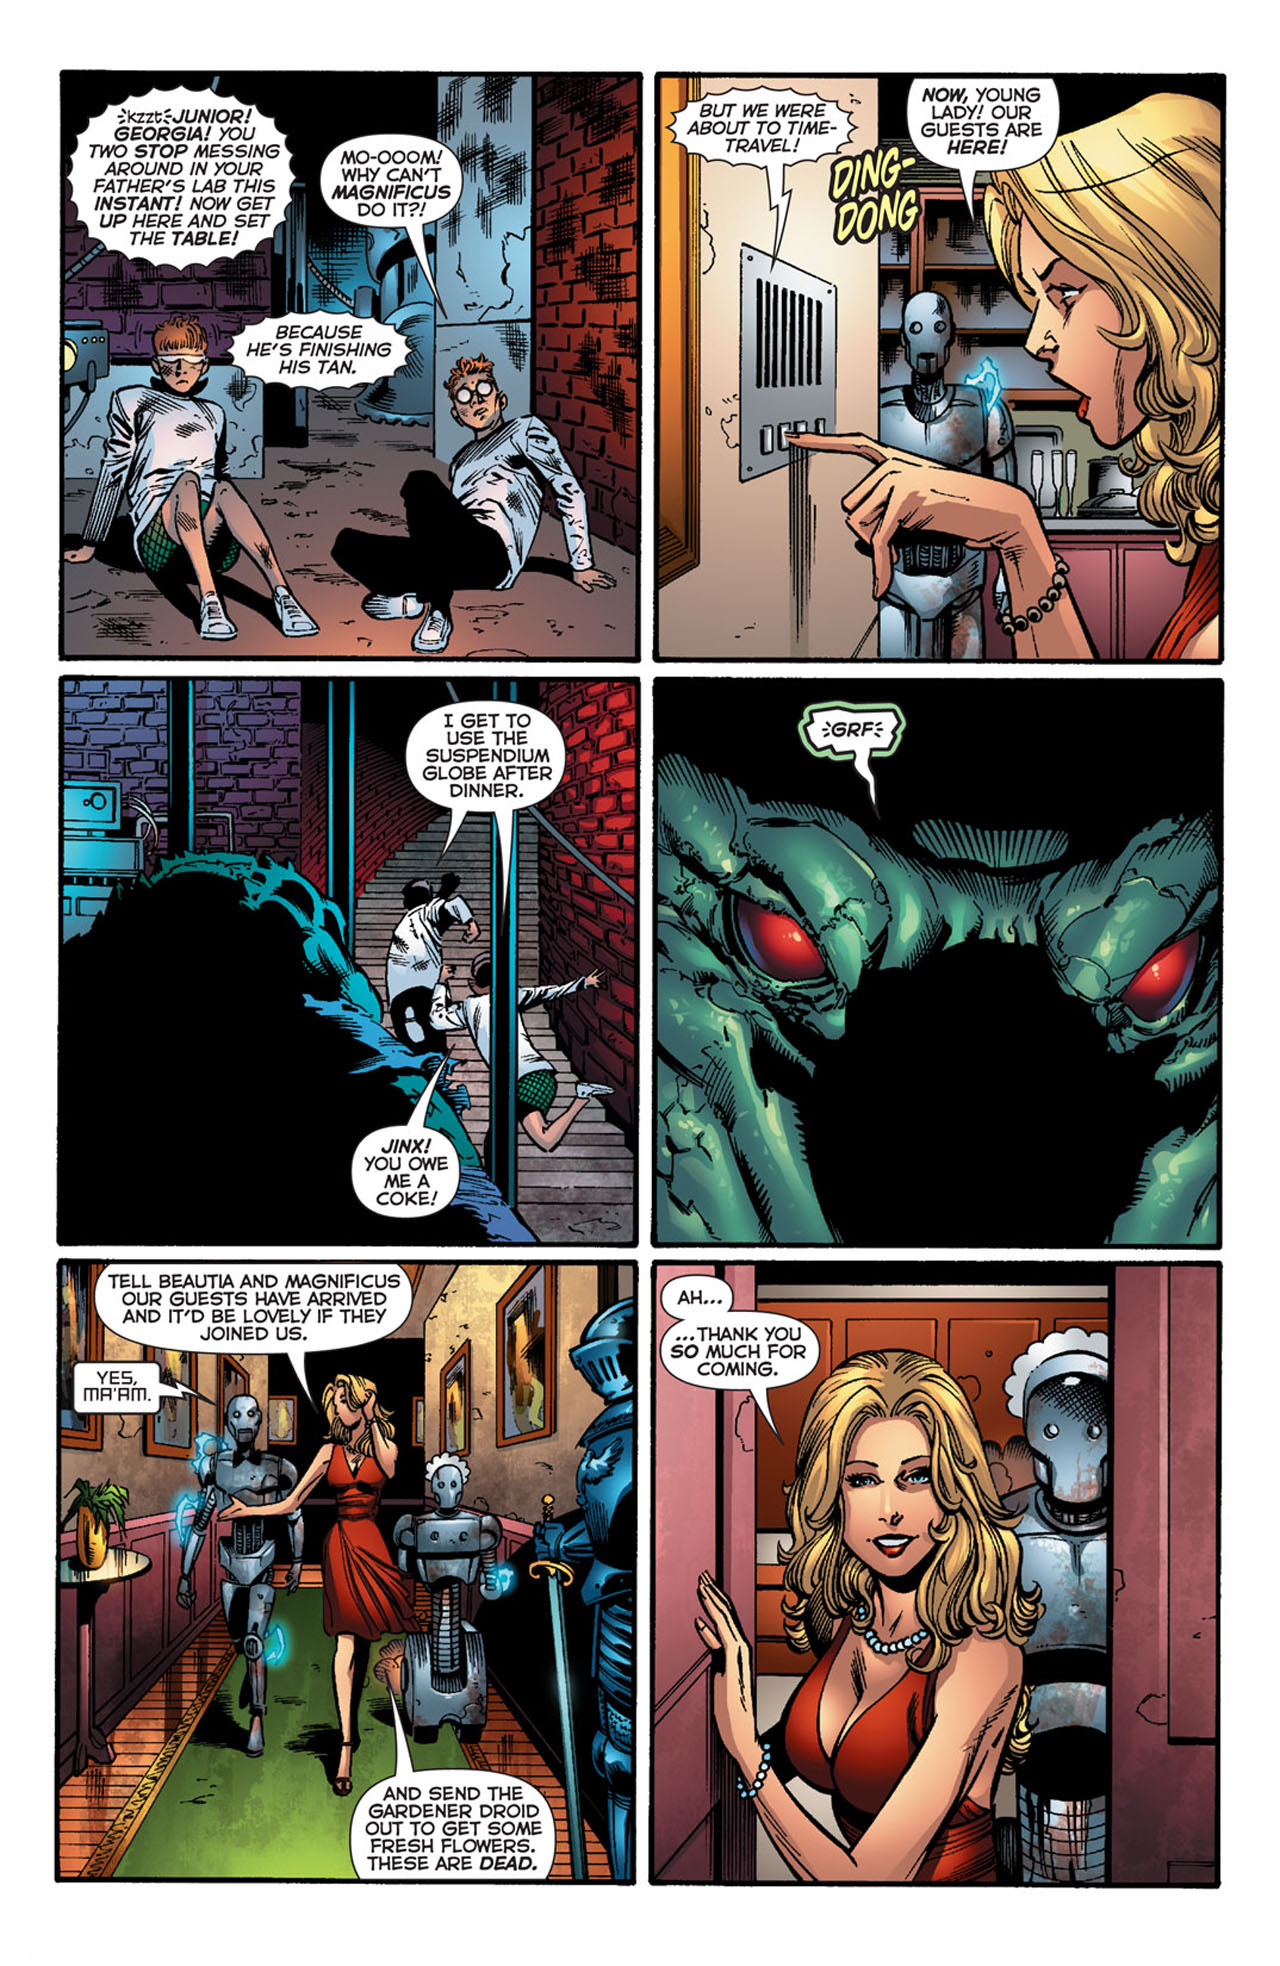 kzzt JUNIOR!
GEORGIA! YOU
TWO STOP MESSING
AROUND IN YOUR
FATHER'S LAB THIS
INSTANT! NOW GET
UP HERE AND SET
THE TABLE!
MO-OOOM!
WHY CAN'T
MAGNIFICUS
DO IT?!
BECAUSE
HE'S FINISHING
HIS TAN.
BUT WE WERE
ABOUT TO TIME-
TRAVEL!
DING-
DONG
NOW, YOUNG
LADY! OUR
GUESTS ARE
HERE!
I GET TO
USE THE
SUSPENDIUM
GLOBE AFTER
DINNER.
JINX!
YOU OWE
ME A
COKE!
GRF
TELL BEAUTIA AND MAGNIFICUS
OUR GUESTS HAVE ARRIVED
AND IT'D BE LOVELY IF THEY
JOINED US.
YES,
MA'AM.
AND SEND THE
GARDENER DROID
OUT TO GET SOME
FRESH FLOWERS.
THESE ARE DEAD.
AH...
...THANK YOU
SO MUCH FOR
COMING.